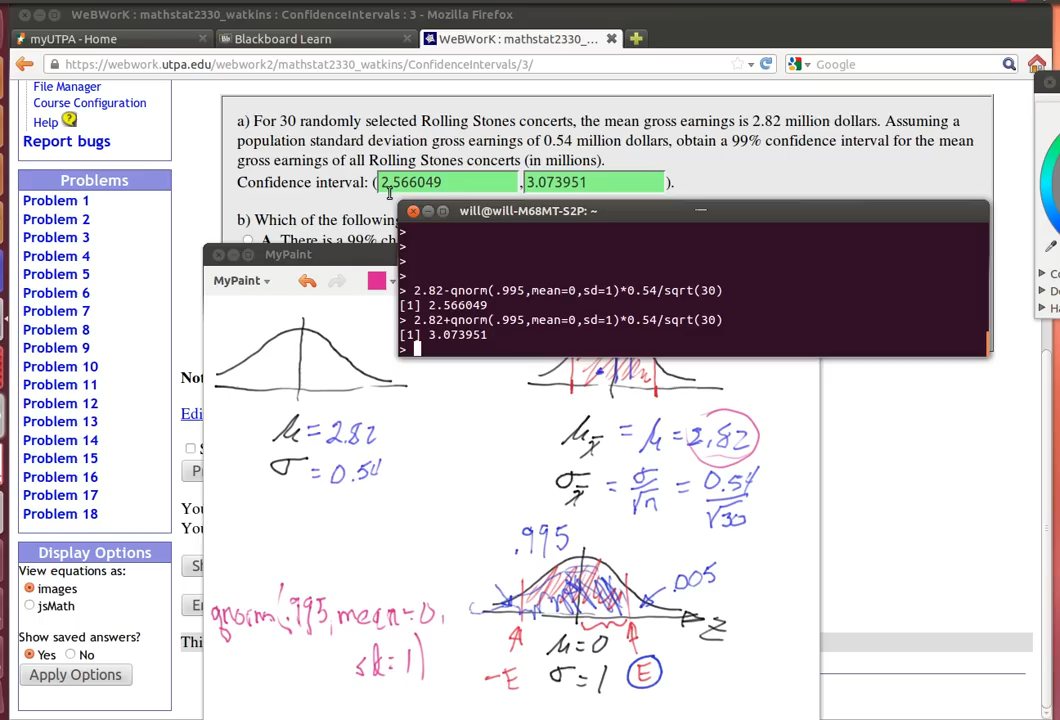 WeBWorK : mathstat2330_watkins : ConfidenceIntervals : 3 - Mozilla Firefox
myUTPA - Home
Blackboard Learn
WeBWorK : mathstat2330_...
https://webwork.utpa.edu/webwork2/mathstat2330_watkins/ConfidenceIntervals/3/
Google
File Manager
Course Configuration
Help
Report bugs
Problems
Problem 1
Problem 2
Problem 3
Problem 4
Problem 5
Problem 6
Problem 7
Problem 8
Problem 9
Problem 10
Problem 11
Problem 12
Problem 13
Problem 14
Problem 15
Problem 16
Problem 17
Problem 18
Display Options
View equations as:
images
jsMath
Show saved answers?
Yes No
Apply Options
a) For 30 randomly selected Rolling Stones concerts, the mean gross earnings is 2.82 million dollars. Assuming a
population standard deviation gross earnings of 0.54 million dollars, obtain a 99% confidence interval for the mean
gross earnings of all Rolling Stones concerts (in millions).
Confidence interval: ( 2.566049 , 3.073951 ).
b) Which of the following
A. There is a 99% ch
will@will-M68MT-S2P: ~
>
>
>
> 2.82-qnorm(.995,mean=0,sd=1)*0.54/sqrt(30)
[1] 2.566049
> 2.82+qnorm(.995,mean=0,sd=1)*0.54/sqrt(30)
[1] 3.073951
>
MyPaint
MyPaint
μ = 2.82
σ = 0.54
μx̄ = μ = 2.82
σx̄ = σ/√n = 0.54/√30
.995
.005
qnorm(.995, mean=0,
sd=1)
Z
μ=0
-E
σ=1
E